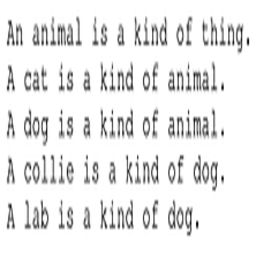 An animal is a kind of thing.
A cat is a kind of animal.
A dog is a kind of animal.
A collie is a kind of dog.
A lab is a kind of dog.